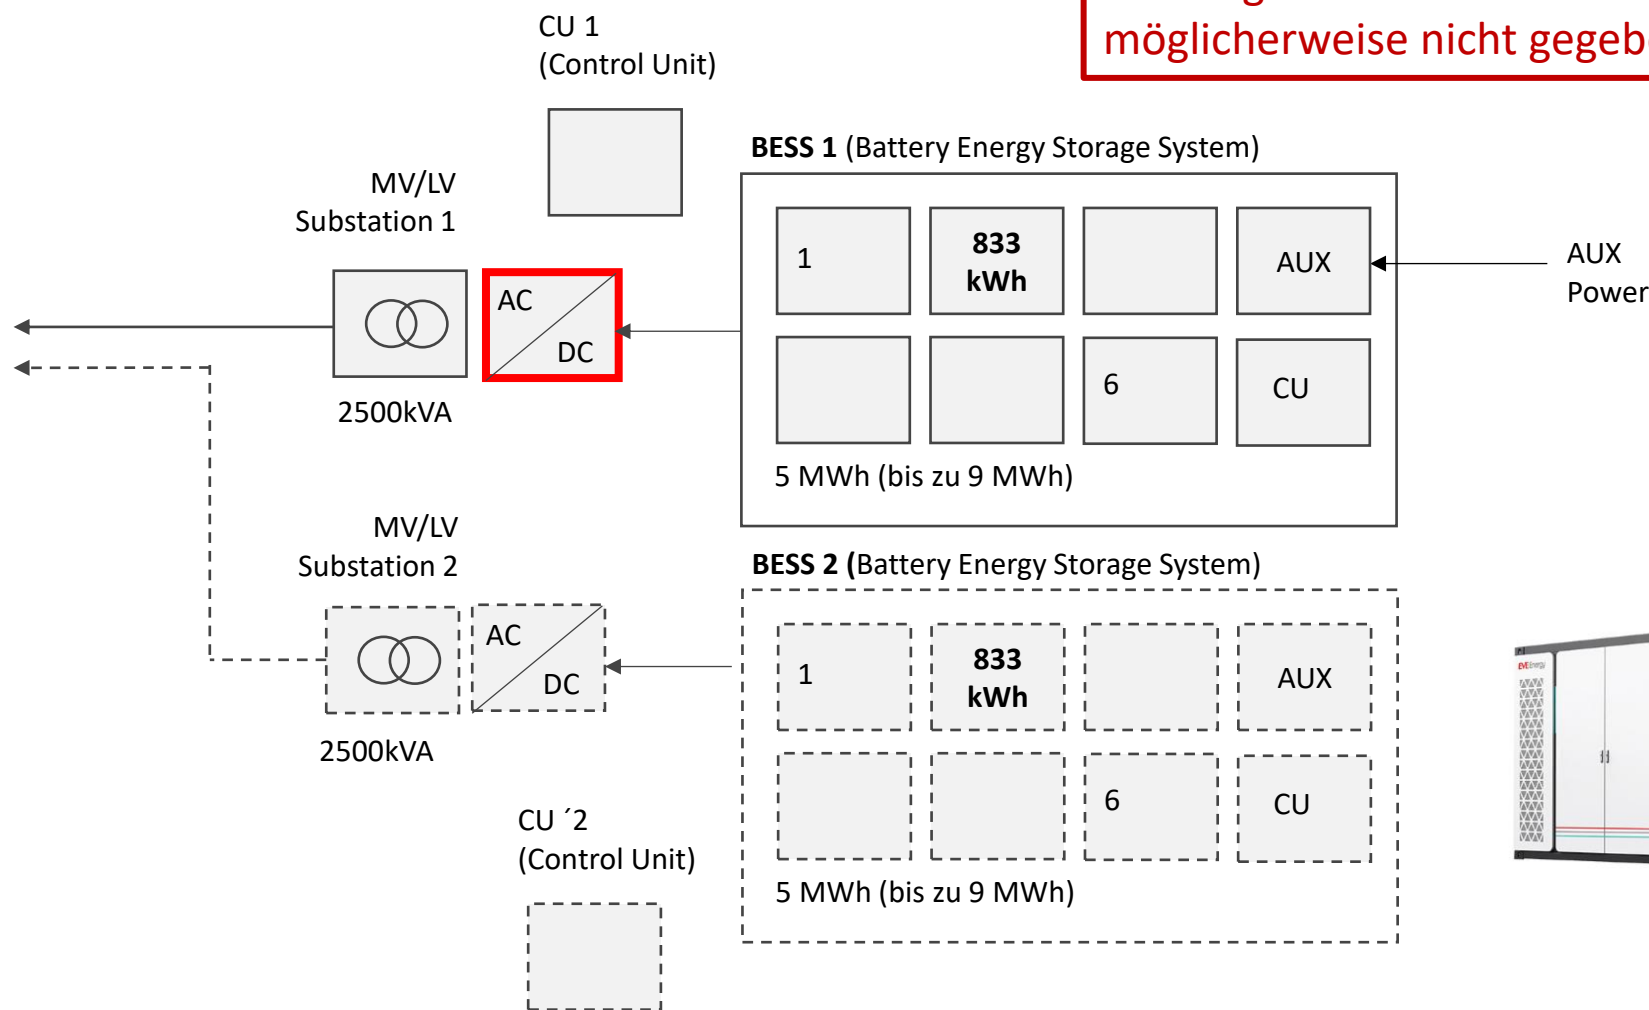 möglicherweise nicht
CU 1
(Control Unit)
BESS 1 (Battery Energy Storage System)
MV/LV
Substation 1
1
833
kWh
AUX
AUX
Power
AC
DC
6
CU
2500kVA
5 MWh (bis zu 9 MWh)
MV/LV
Substation 2
BESS 2 (Battery Energy Storage System)
1
833
kWh
AUX
AC
DC
6
CU
2500kVA
CU ´2
(Control Unit)
5 MWh (bis zu 9 MWh)
EVE Energy